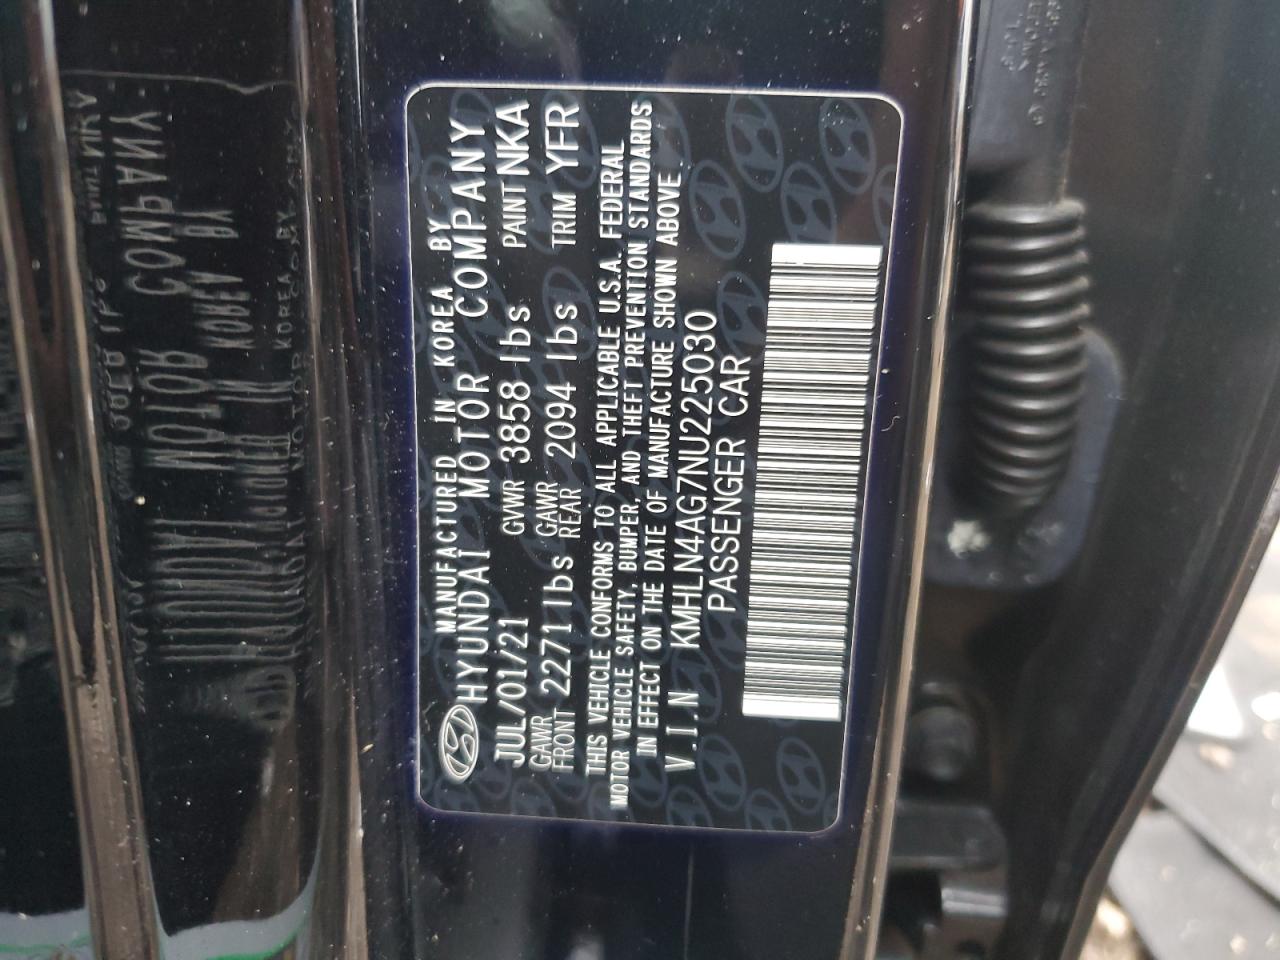 MANUFACTURED IN KOREA BY
HYUNDAI MOTOR COMPANY
JUL/01/21 GVWR 3858 lbs PAINT NKA
GAWR FRONT 2271 lbs GAWR REAR 2094 lbs TRIM YFR
THIS VEHICLE CONFORMS TO ALL APPLICABLE U.S.A. FEDERAL
MOTOR VEHICLE SAFETY, BUMPER, AND THEFT PREVENTION STANDARDS
IN EFFECT ON THE DATE OF MANUFACTURE SHOWN ABOVE
V.I.N KMHLN4AG7NU225030
PASSENGER CAR